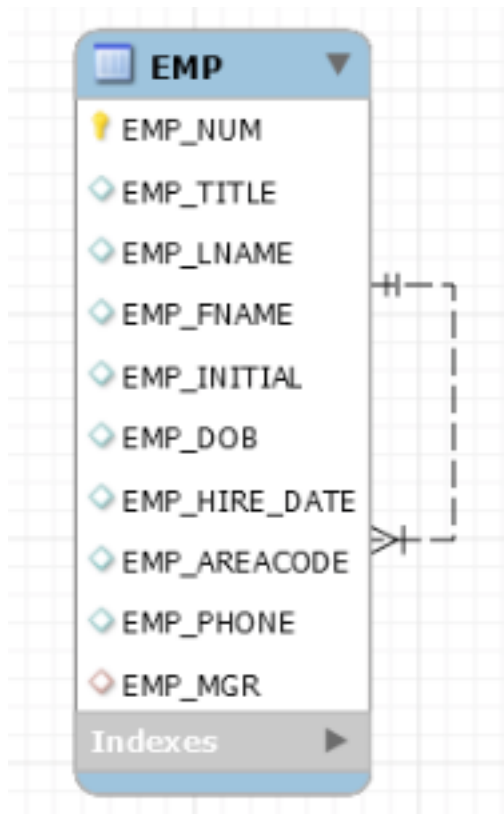 EMP
EMP_NUM
EMP_TITLE
EMP_LNAME
EMP_FNAME
EMP_INITIAL
EMP_DOB
EMP_HIRE_DATE
EMP_AREACODE
EMP_PHONE
EMP_MGR
Indexes